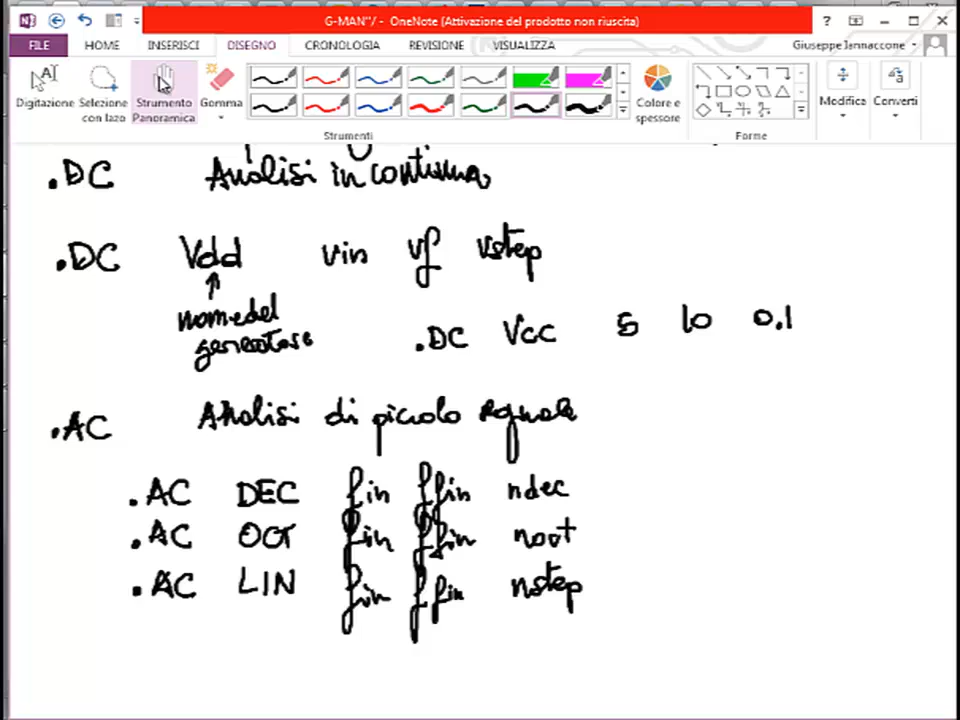 G-MAN"/ - OneNote (Attivazione del prodotto non riuscita)
FILE HOME INSERISCI DISEGNO CRONOLOGIA REVISIONE VISUALIZZA Giuseppe Iannaccone
Digitazione Selezione con lazo Strumento Panoramica Gomma Colore e spessore Modifica Converti
Strumenti Forme
.DC Analisi in continua
.DC Vdd vin vf vstep
nome del
generatore
.DC VCC 5 10 0.1
.AC Analisi di piccolo segnale
.AC DEC fin ffin ndec
.AC OCT fin ffin noct
.AC LIN fin ffin nstep